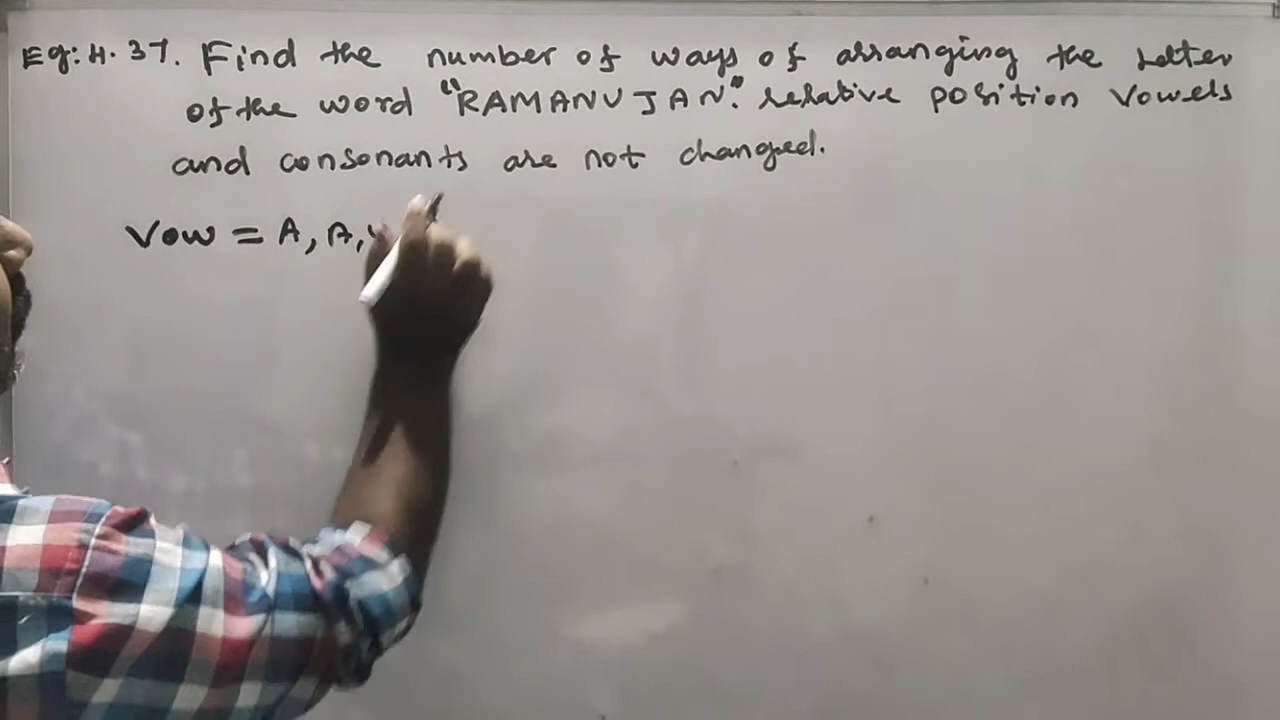 Eg: 4. 37. Find the number of ways of arranging the Letter
of the word "RAMANUJAN." relative position Vowels
and consonants are not changed.
Vow = A, A,